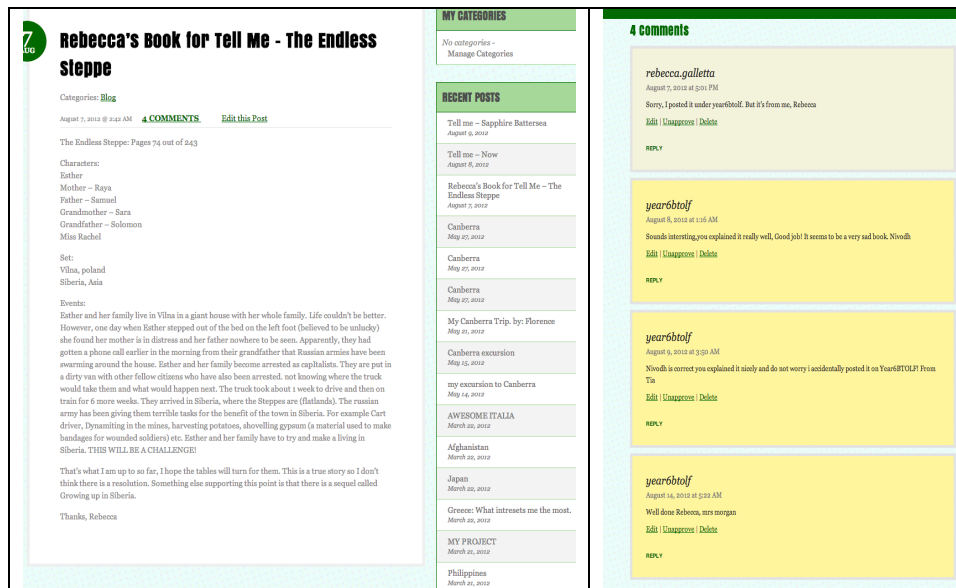 7
AUG
Rebecca's Book for Tell Me - The Endless
Steppe
Categories: Blog
August 7, 2012 @ 2:42 AM 4 COMMENTS Edit this Post
The Endless Steppe: Pages 74 out of 243
Characters:
Esther
Mother – Raya
Father – Samuel
Grandmother – Sara
Grandfather – Solomon
Miss Rachel
Set:
Vilna, poland
Siberia, Asia
Events:
Esther and her family live in Vilna in a giant house with her whole family. Life couldn't be better.
However, one day when Esther stepped out of the bed on the left foot (believed to be unlucky)
she found her mother is in distress and her father nowhere to be seen. Apparently, they had
gotten a phone call earlier in the morning from their grandfather that Russian armies have been
swarming around the house. Esther and her family become arrested as capitalists. They are put in
a dirty van with other fellow citizens who have also been arrested. not knowing where the truck
would take them and what would happen next. The truck took about 1 week to drive and then on
train for 6 more weeks. They arrived in Siberia, where the Steppes are (flatlands). The russian
army has been giving them terrible tasks for the benefit of the town in Siberia. For example Cart
driver, Dynamiting in the mines, harvesting potatoes, shovelling gypsum (a material used to make
bandages for wounded soldiers) etc. Esther and her family have to try and make a living in
Siberia. THIS WILL BE A CHALLENGE!
That's what I am up to so far, I hope the tables will turn for them. This is a true story so I don't
think there is a resolution. Something else supporting this point is that there is a sequel called
Growing up in Siberia.
Thanks, Rebecca
MY CATEGORIES
No categories -
Manage Categories
RECENT POSTS
Tell me – Sapphire Battersea
August 9, 2012
Tell me – Now
August 8, 2012
Rebecca's Book for Tell Me – The
Endless Steppe
August 7, 2012
Canberra
May 27, 2012
Canberra
May 27, 2012
Canberra
May 27, 2012
My Canberra Trip. by: Florence
May 21, 2012
Canberra excursion
May 15, 2012
my excursion to Canberra
May 14, 2012
AWESOME ITALIA
March 22, 2012
Afghanistan
March 22, 2012
Japan
March 22, 2012
Greece: What intresets me the most.
March 22, 2012
MY PROJECT
March 21, 2012
Philippines
March 21, 2012
4 Comments
rebecca.galletta
August 7, 2012 at 5:01 PM
Sorry, I posted it under year6btolf. But it's from me, Rebecca
Edit | Unapprove | Delete
REPLY
year6btolf
August 8, 2012 at 1:16 AM
Sounds intersting,you explained it really well, Good job! It seems to be a very sad book. Nivodh
Edit | Unapprove | Delete
REPLY
year6btolf
August 9, 2012 at 3:50 AM
Nivodh is correct you explained it nicely and do not worry i accidentally posted it on Year6BTOLF! From
Tia
Edit | Unapprove | Delete
REPLY
year6btolf
August 14, 2012 at 5:22 AM
Well done Rebecca, mrs morgan
Edit | Unapprove | Delete
REPLY